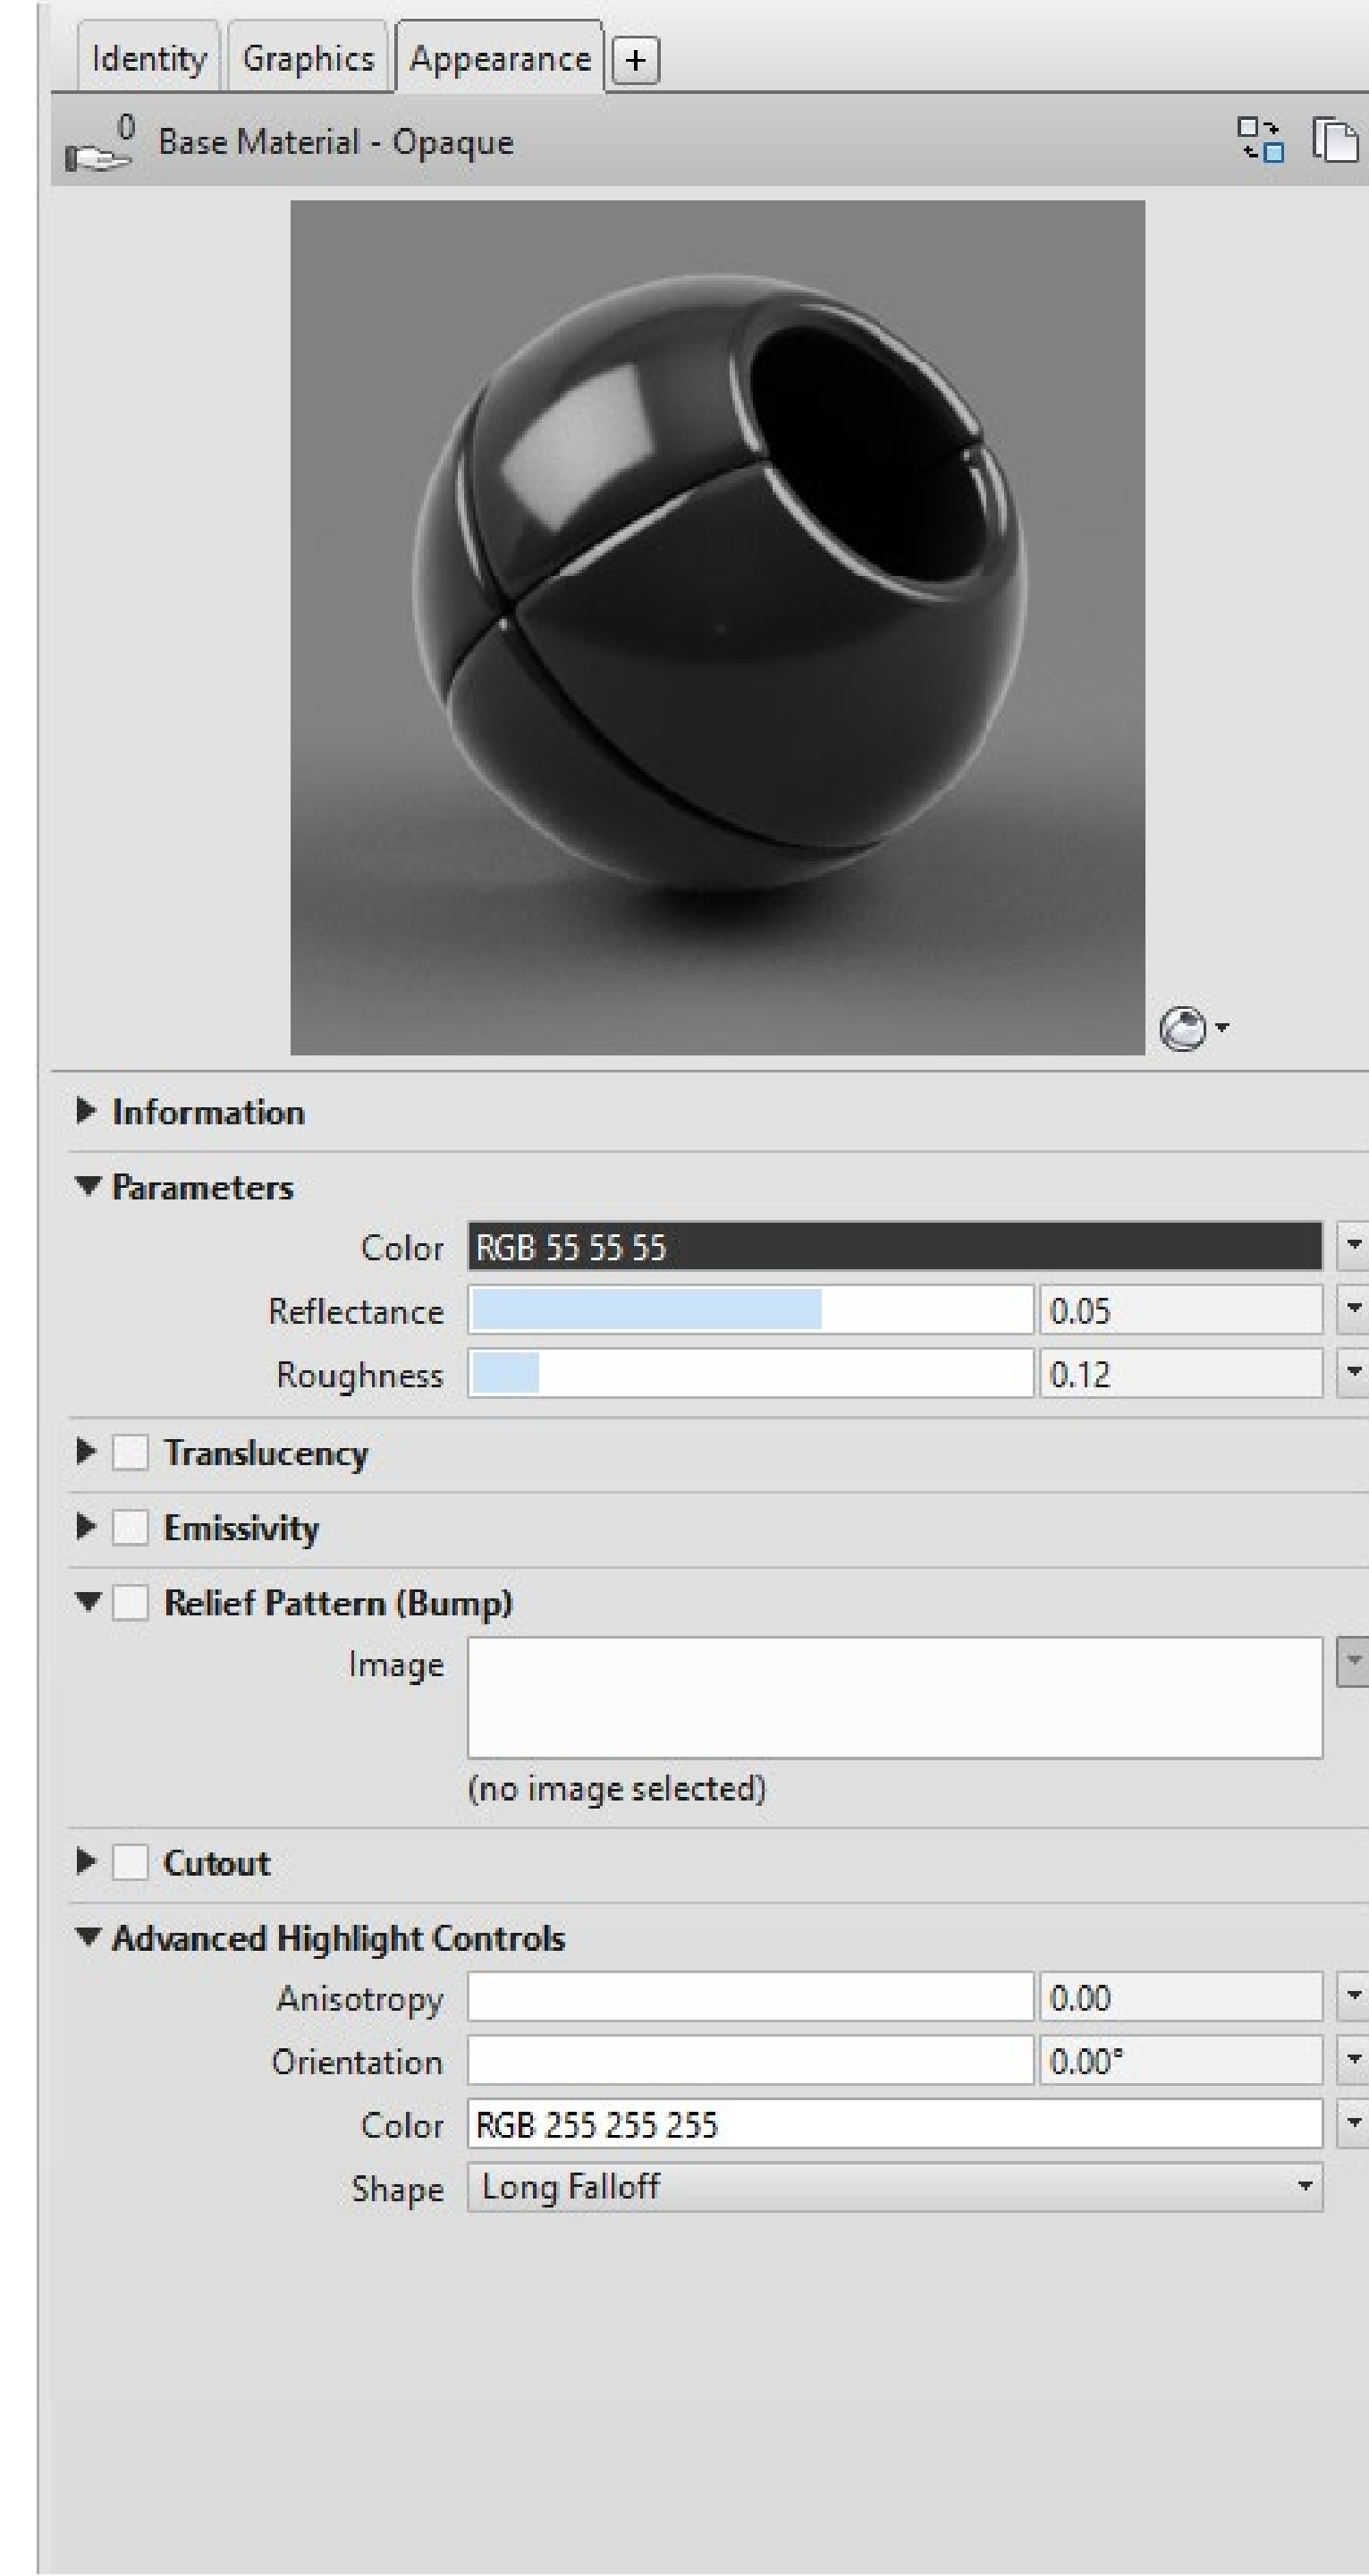 Identity Graphics Appearance +
0 Base Material - Opaque
Information
Parameters
Color RGB 55 55 55
Reflectance 0.05
Roughness 0.12
Translucency
Emissivity
Relief Pattern (Bump)
Image
(no image selected)
Cutout
Advanced Highlight Controls
Anisotropy 0.00
Orientation 0.00°
Color RGB 255 255 255
Shape Long Falloff